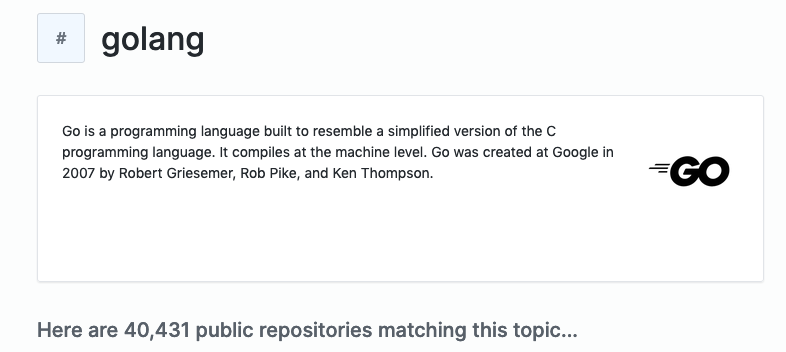 # golang
Go is a programming language built to resemble a simplified version of the C
programming language. It compiles at the machine level. Go was created at Google in
2007 by Robert Griesemer, Rob Pike, and Ken Thompson.
GO
Here are 40,431 public repositories matching this topic...